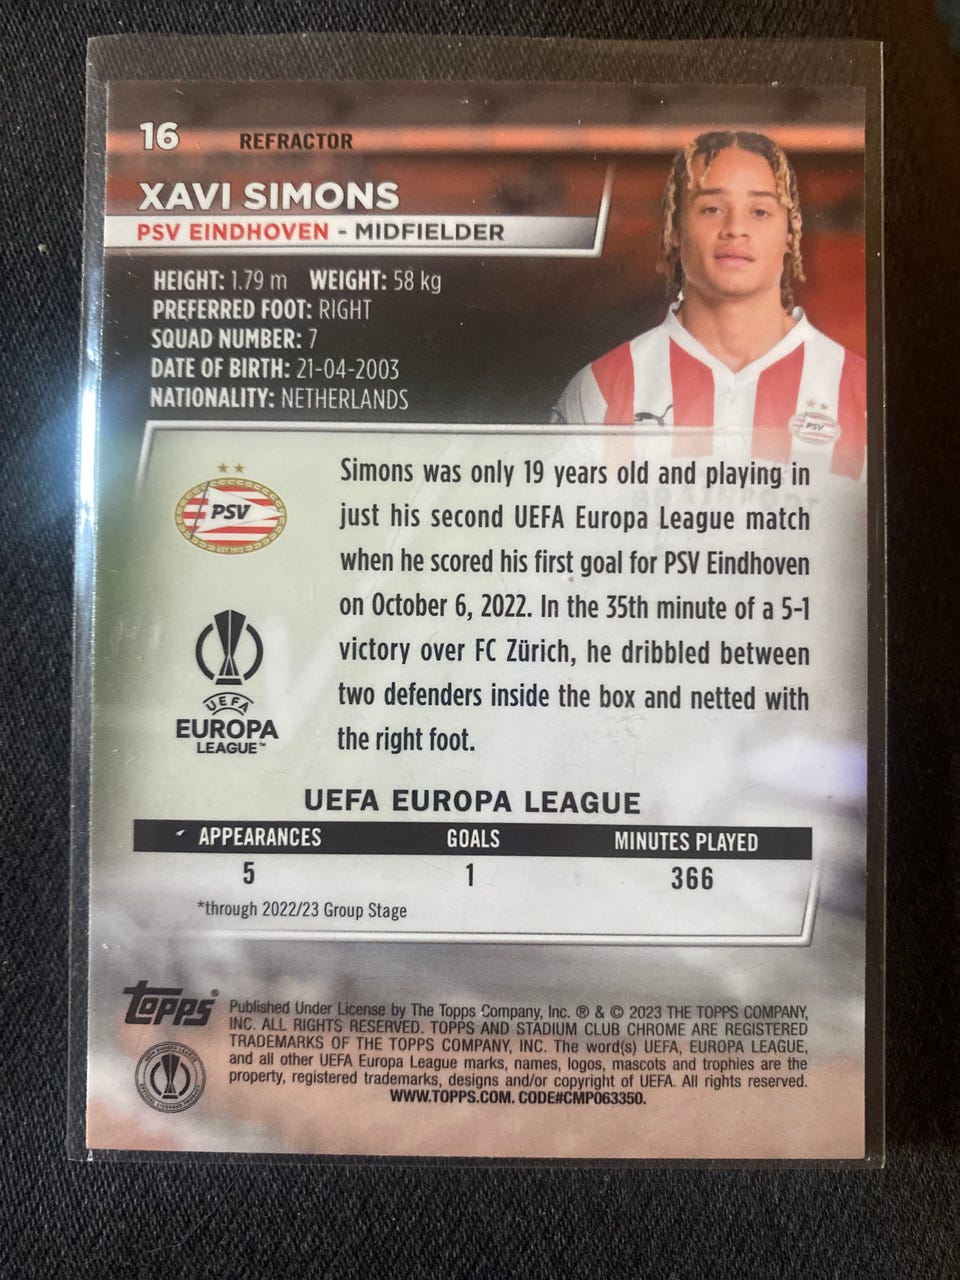 16 REFRACTOR
XAVI SIMONS
PSV EINDHOVEN - MIDFIELDER
HEIGHT: 1.79 m WEIGHT: 58 kg
PREFERRED FOOT: RIGHT
SQUAD NUMBER: 7
DATE OF BIRTH: 21-04-2003
NATIONALITY: NETHERLANDS
PSV
PSV
EST 1913
Simons was only 19 years old and playing in
just his second UEFA Europa League match
when he scored his first goal for PSV Eindhoven
on October 6, 2022. In the 35th minute of a 5-1
victory over FC Zürich, he dribbled between
two defenders inside the box and netted with
the right foot.
UEFA
EUROPA
LEAGUE™
UEFA EUROPA LEAGUE
APPEARANCES GOALS MINUTES PLAYED
5 1 366
*through 2022/23 Group Stage
topps®
Published Under License by The Topps Company, Inc. ® & © 2023 THE TOPPS COMPANY,
INC. ALL RIGHTS RESERVED. TOPPS AND STADIUM CLUB CHROME ARE REGISTERED
TRADEMARKS OF THE TOPPS COMPANY, INC. The word(s) UEFA, EUROPA LEAGUE,
and all other UEFA Europa League marks, names, logos, mascots and trophies are the
property, registered trademarks, designs and/or copyright of UEFA. All rights reserved.
WWW.TOPPS.COM. CODE#CMP063350.